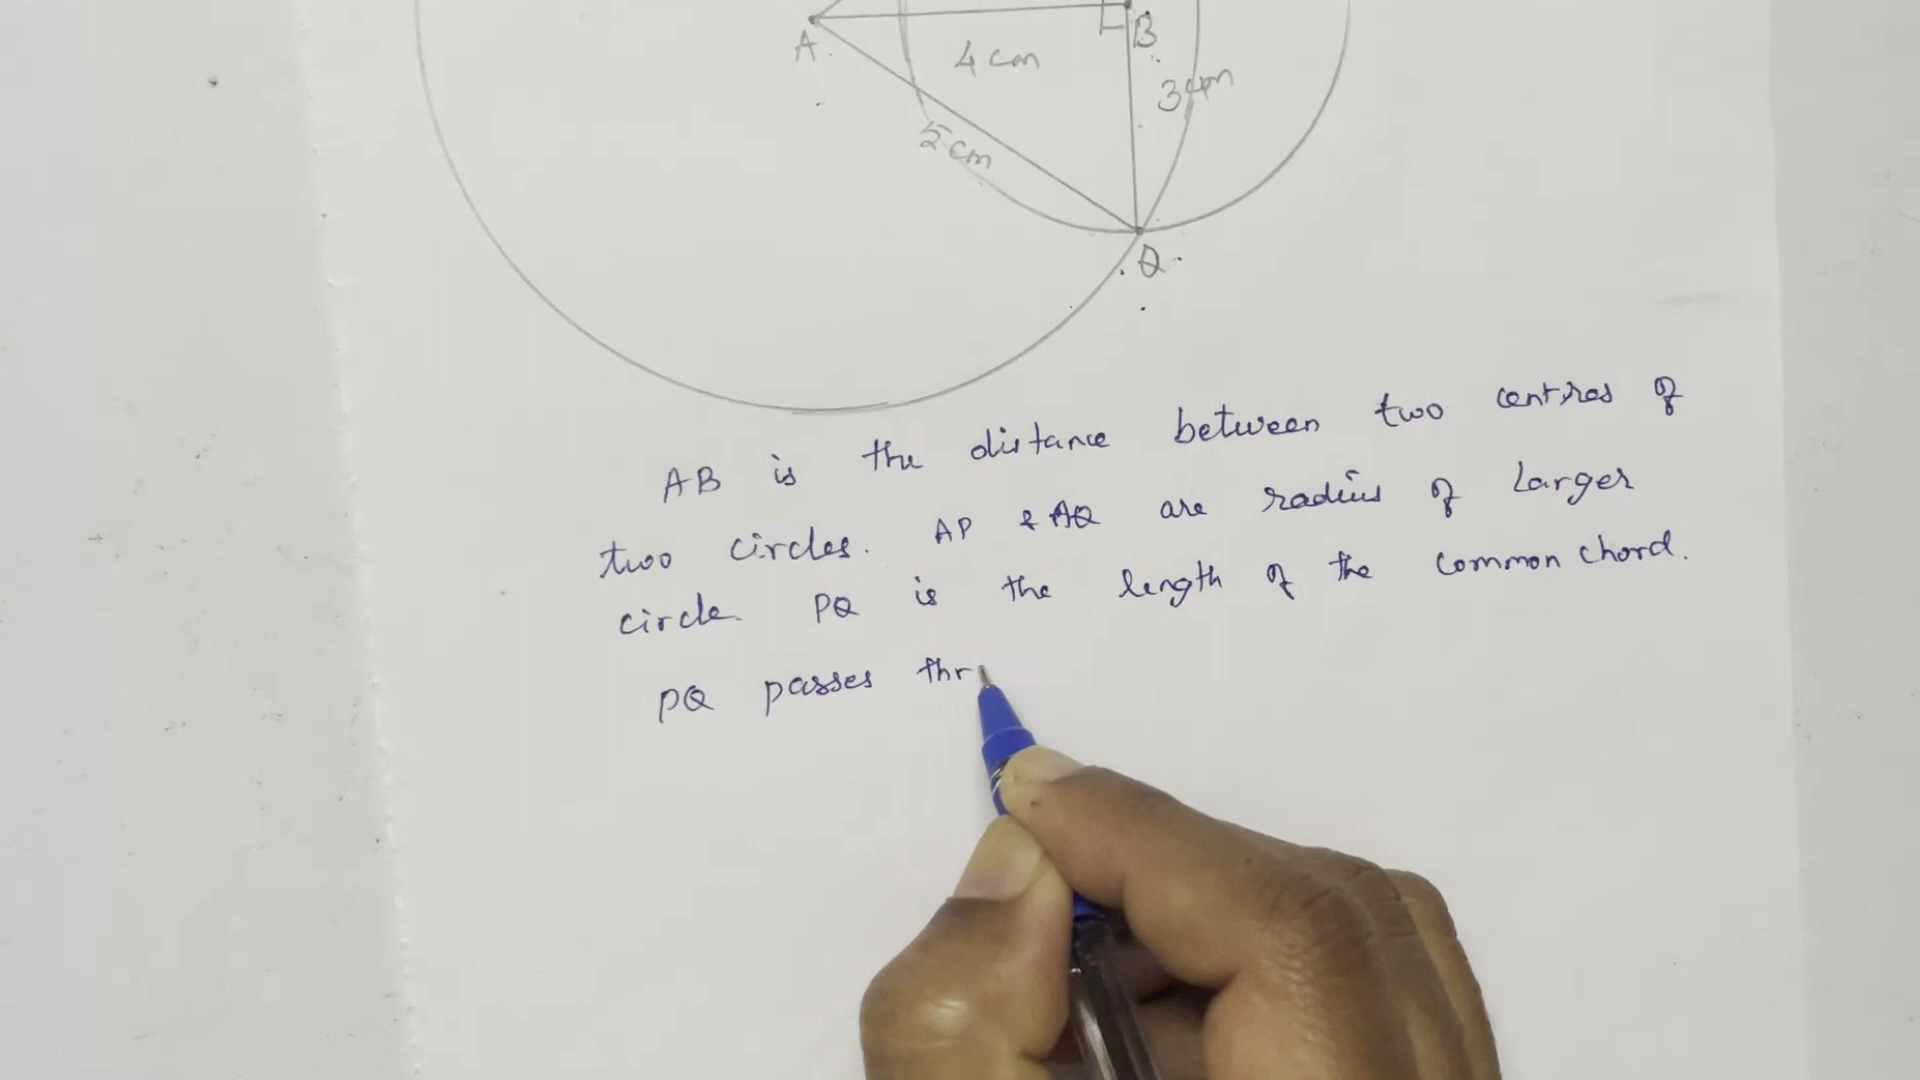 A
B
4 cm
3 cm
5 cm
Q
AB is the distance between two centres of
two circles. AP & AQ are radius of Larger
circle. PQ is the length of the common chord.
PQ passes thr